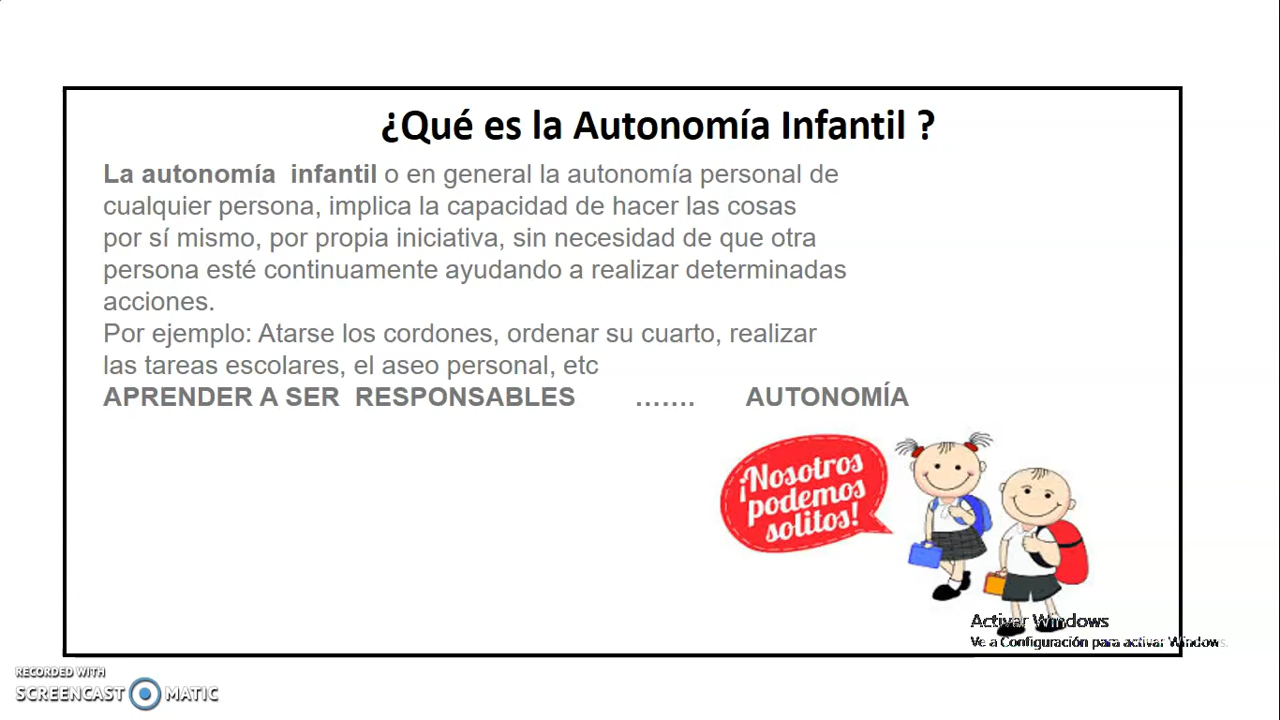 ¿Qué es la Autonomía Infantil ?
La autonomía  infantil o en general la autonomía personal de
cualquier persona, implica la capacidad de hacer las cosas
por sí mismo, por propia iniciativa, sin necesidad de que otra
persona esté continuamente ayudando a realizar determinadas
acciones.
Por ejemplo: Atarse los cordones, ordenar su cuarto, realizar
las tareas escolares, el aseo personal, etc
APRENDER A SER  RESPONSABLES       …….       AUTONOMÍA
¡Nosotros
podemos
solitos!
Activar Windows
Ve a Configuración para activar Windows.
RECORDED WITH
SCREENCAST MATIC